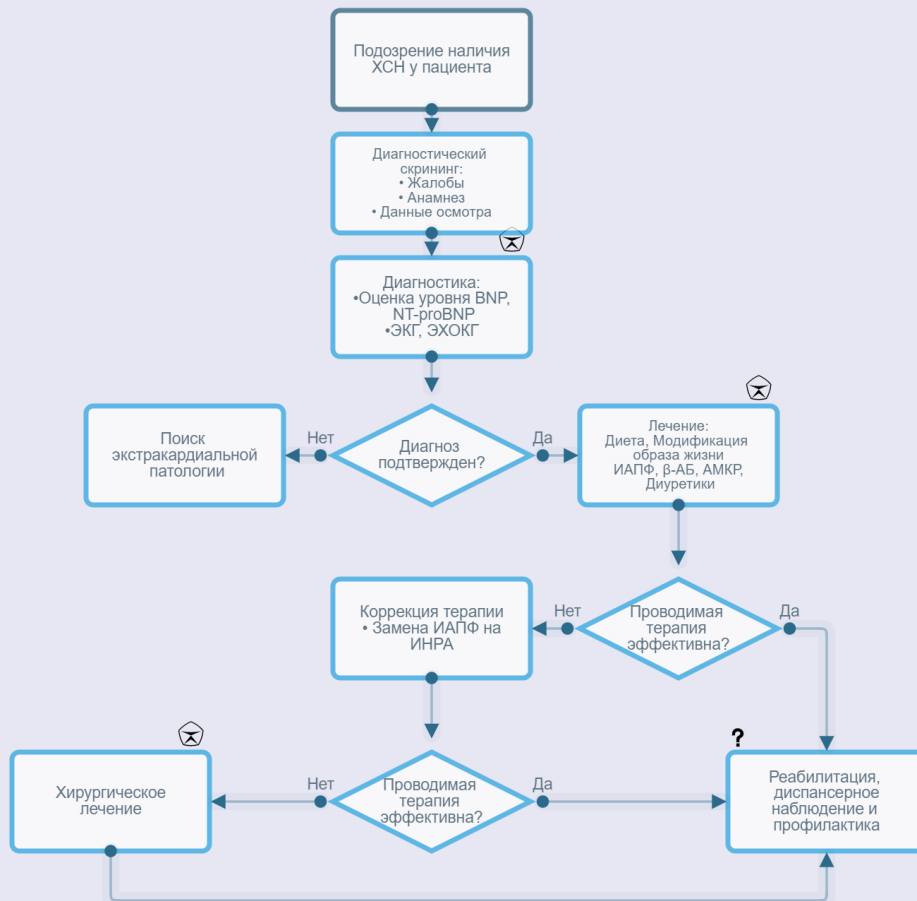 Подозрение наличия
ХСН у пациента
Диагностический
скрининг:
• Жалобы
• Анамнез
• Данные осмотра
Диагностика:
•Оценка уровня BNP,
NT-proBNP
•ЭКГ, ЭХОКГ
Поиск
экстракардиальной
патологии
Нет
Диагноз
подтвержден?
Да
Лечение:
Диета, Модификация
образа жизни
ИАПФ, β-АБ, АМКР,
Диуретики
Коррекция терапии
• Замена ИАПФ на
ИНРА
Нет
Проводимая
терапия
эффективна?
Да
Хирургическое
лечение
Нет
Проводимая
терапия
эффективна?
Да
?
Реабилитация,
диспансерное
наблюдение и
профилактика